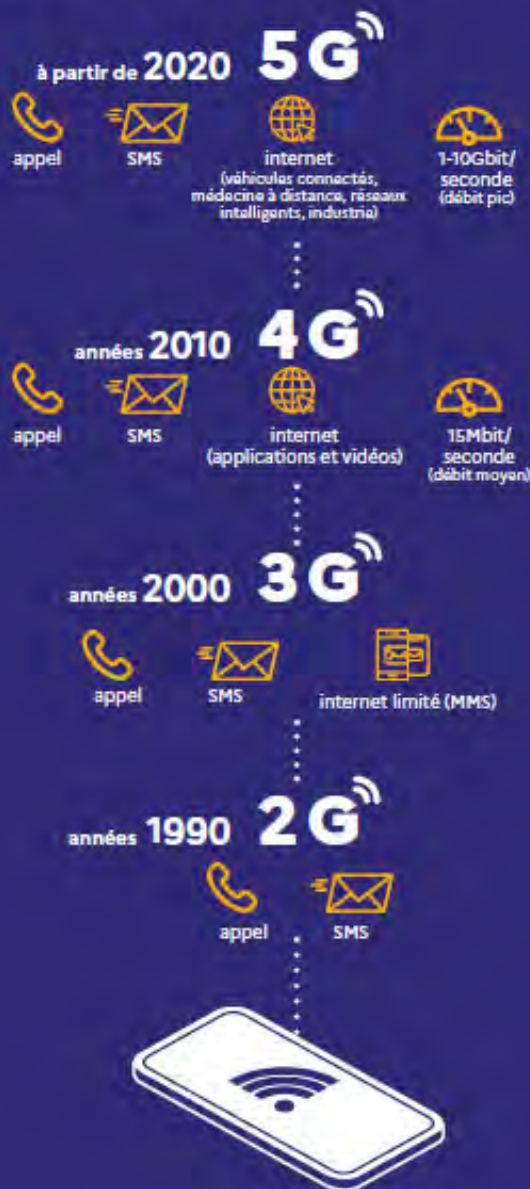 à partir de 2020 5G
appel
SMS
internet
(véhicules connectés,
médecine à distance, réseaux
intelligents, industrie)
1-10Gbit/
seconde
(débit pic)
années 2010 4G
appel
SMS
internet
(applications et vidéos)
15Mbit/
seconde
(débit moyen)
années 2000 3G
appel
SMS
internet limité (MMS)
années 1990 2G
appel
SMS